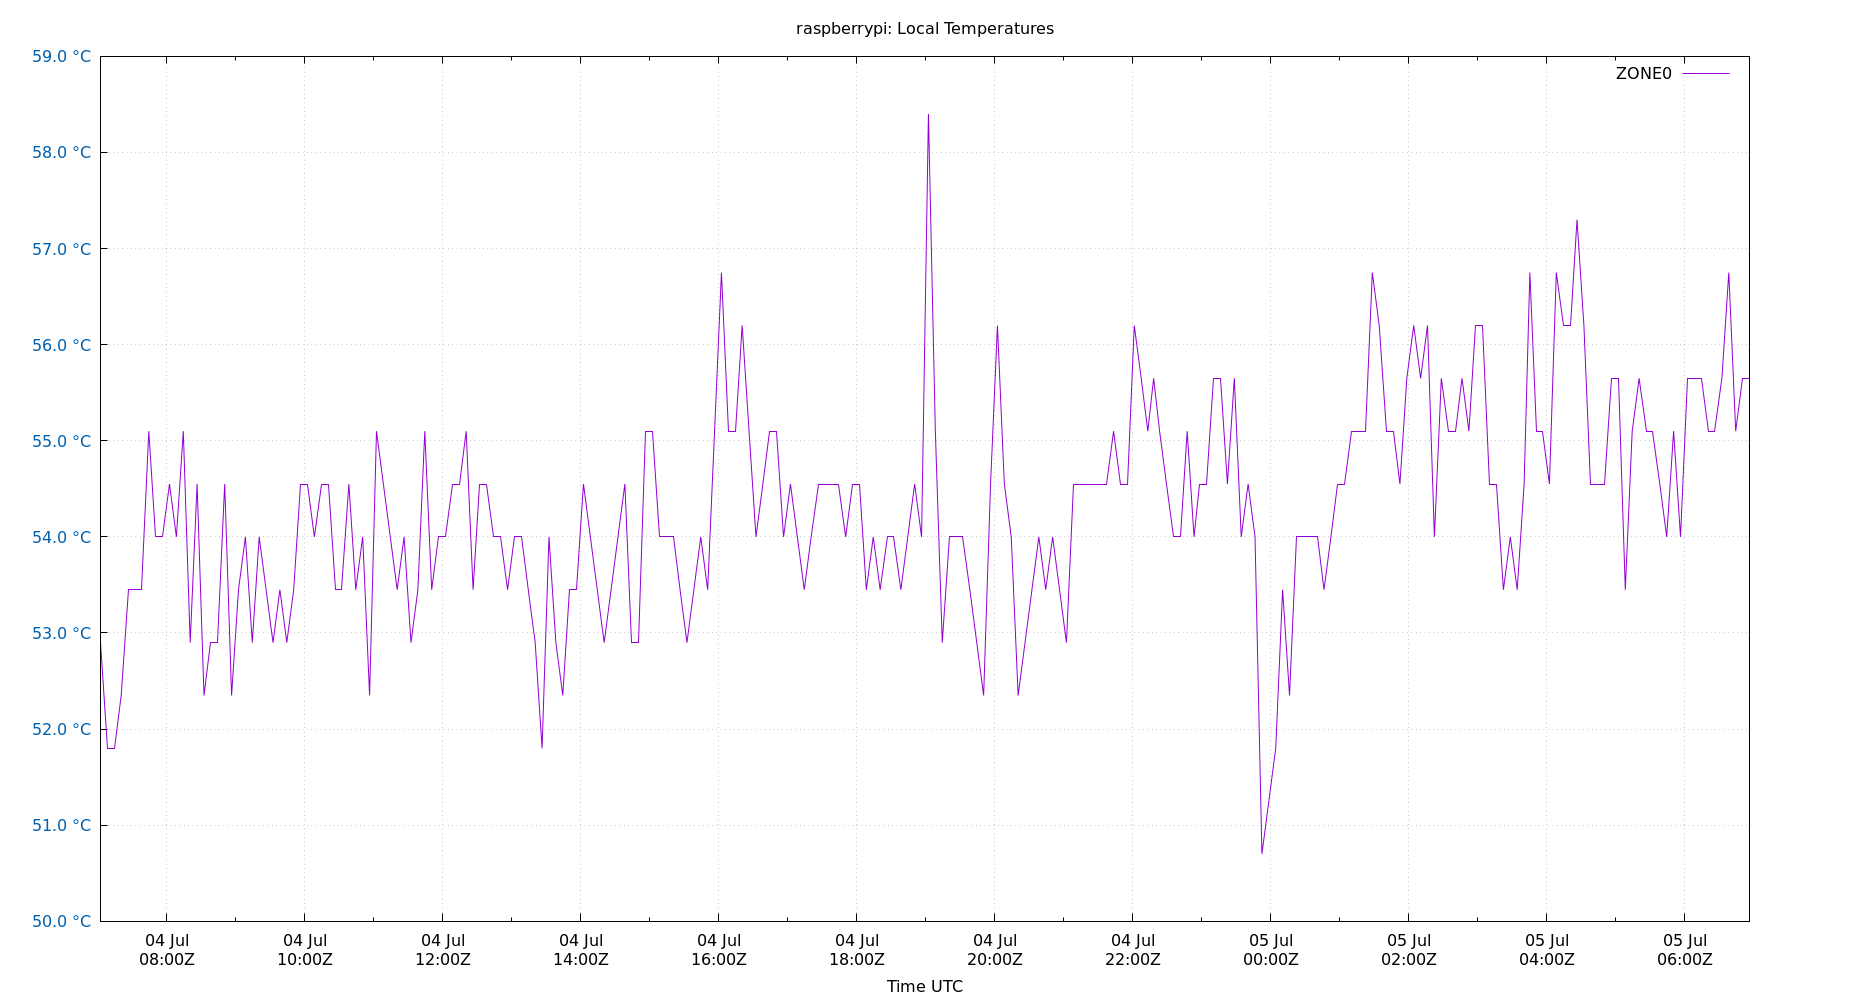 raspberrypi: Local Temperatures
59.0 °C
ZONE0
58.0 °C
57.0 °C
56.0 °C
55.0 °C
54.0 °C
53.0 °C
52.0 °C
51.0 °C
50.0 °C
04 Jul 04 Jul 04 Jul 04 Jul 04 Jul 04 Jul 04 Jul 04 Jul 05 Jul 05 Jul 05 Jul 05 Jul
08:00Z 10:00Z 12:00Z 14:00Z 16:00Z 18:00Z 20:00Z 22:00Z 00:00Z 02:00Z 04:00Z 06:00Z
Time UTC